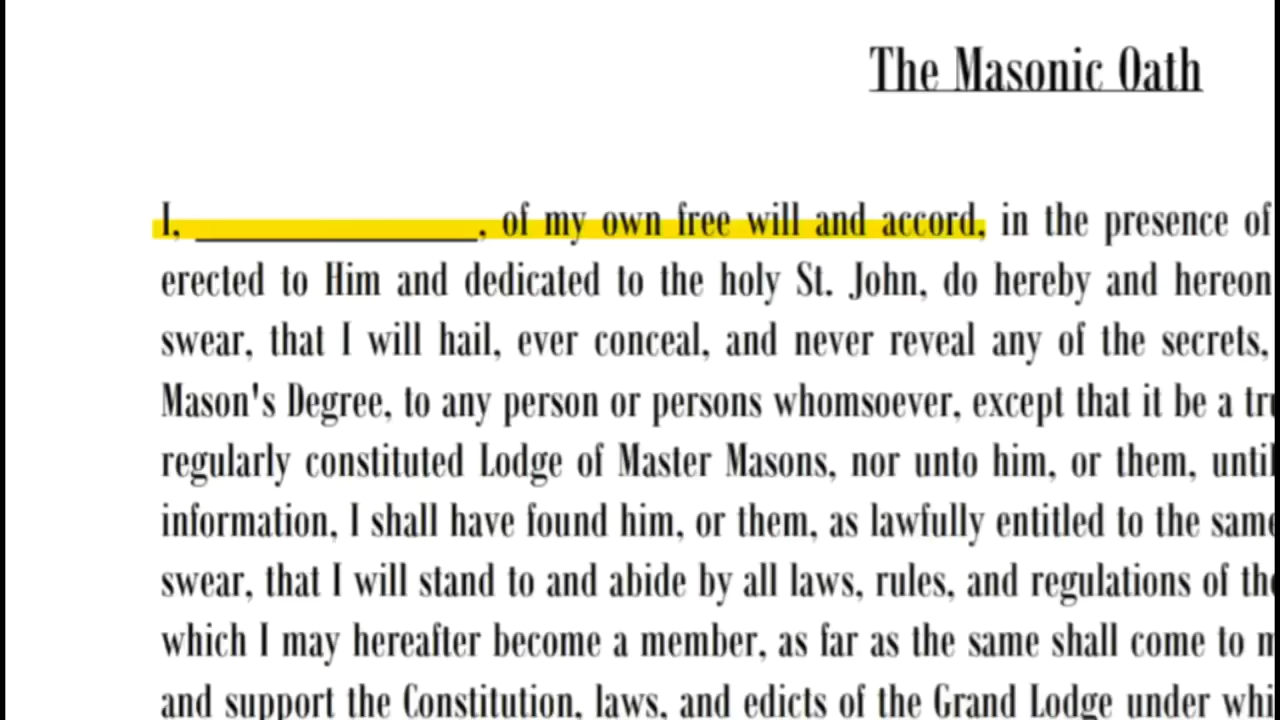 The Masonic Oath
I, ____________________, of my own free will and accord, in the presence of
erected to Him and dedicated to the holy St. John, do hereby and hereon
swear, that I will hail, ever conceal, and never reveal any of the secrets,
Mason's Degree, to any person or persons whomsoever, except that it be a
regularly constituted Lodge of Master Masons, nor unto him, or them, until
information, I shall have found him, or them, as lawfully entitled to the same
swear, that I will stand to and abide by all laws, rules, and regulations of the
which I may hereafter become a member, as far as the same shall come to
and support the Constitution, laws, and edicts of the Grand Lodge under